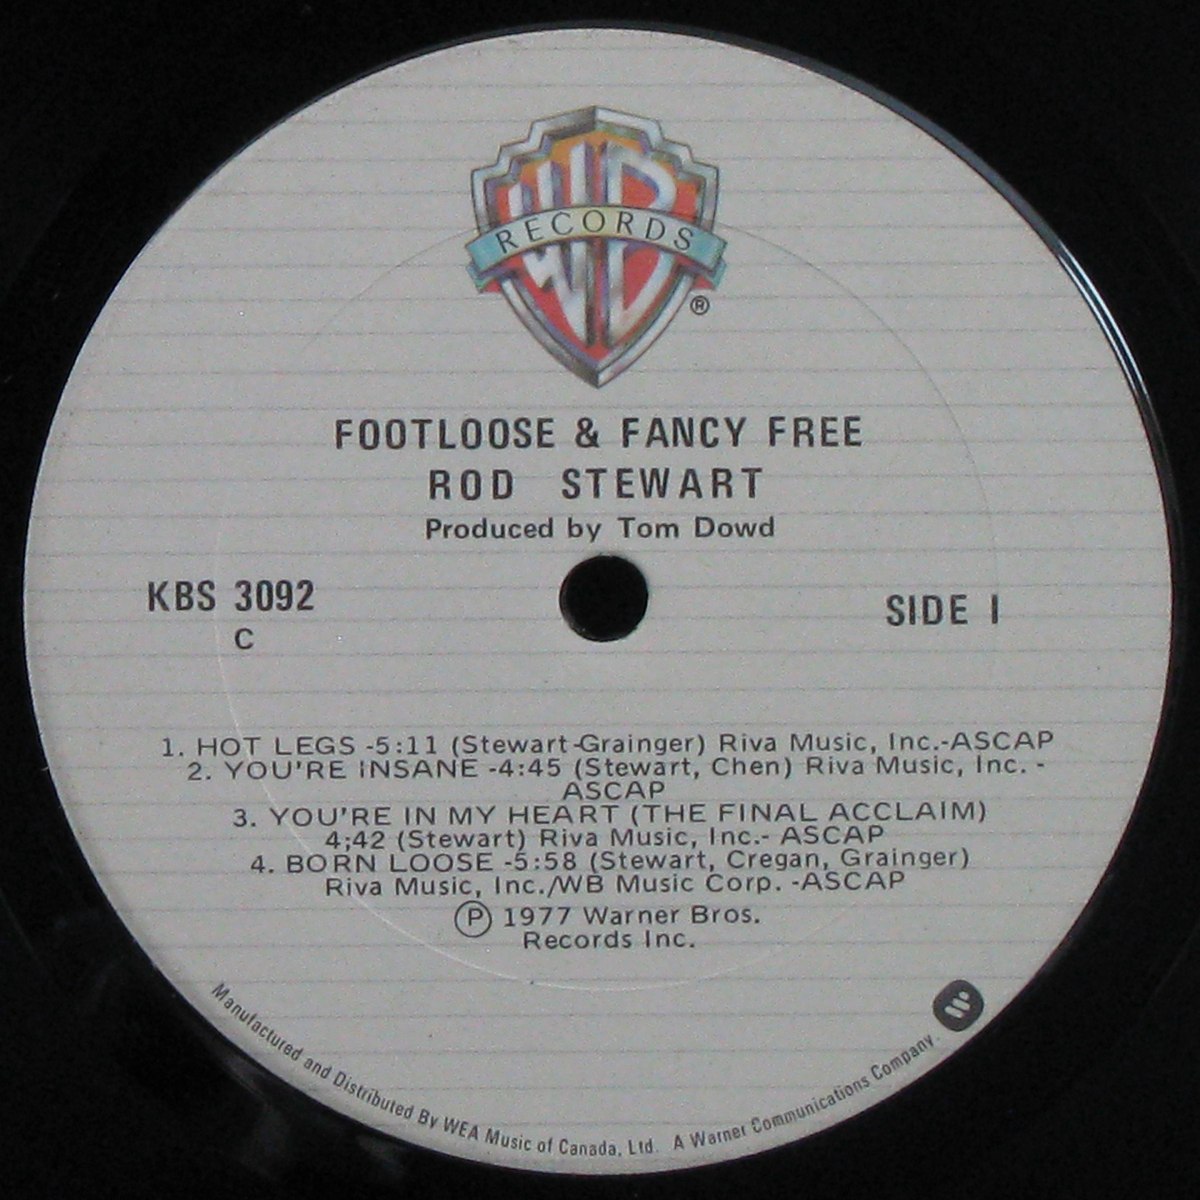 WB
RECORDS
®
FOOTLOOSE & FANCY FREE
ROD STEWART
Produced by Tom Dowd
KBS 3092
C
SIDE I
1. HOT LEGS -5:11 (Stewart-Grainger) Riva Music, Inc.-ASCAP
2. YOU'RE INSANE -4:45 (Stewart, Chen) Riva Music, Inc. -
ASCAP
3. YOU'RE IN MY HEART (THE FINAL ACCLAIM)
4;42 (Stewart) Riva Music, Inc.- ASCAP
4. BORN LOOSE -5:58 (Stewart, Cregan, Grainger)
Riva Music, Inc./WB Music Corp. -ASCAP
Ⓟ 1977 Warner Bros.
Records Inc.
Manufactured and Distributed By WEA Music of Canada, Ltd. A Warner Communications Company.